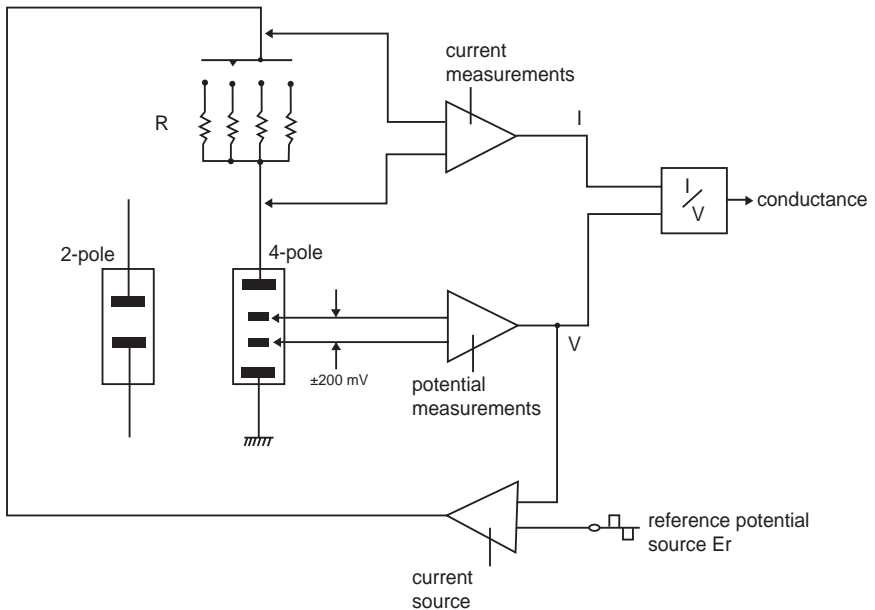 current
measurements
I
R
I
V
conductance
2-pole
4-pole
±200 mV
V
potential
measurements
reference potential
source Er
current
source